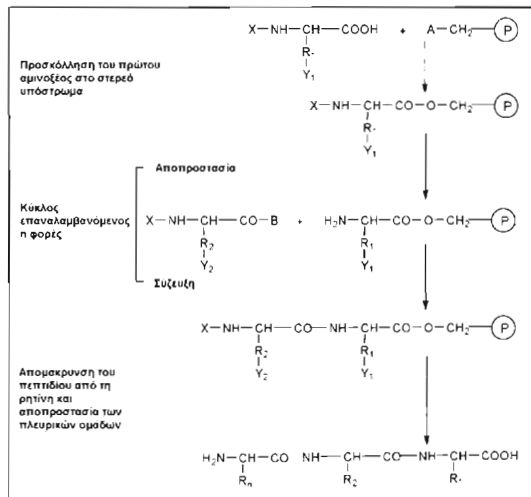 X—NH—CH—COOH + A—CH₂—P
R₁
Y₁
Προσκόλληση του πρώτου
αμινοξέος στο στερεό
υπόστρωμα
X—NH—CH—CO—O—CH₂—P
R₁
Y₁
Αποπροστασία
Κύκλος
επαναλαμβανόμενος
η φορές
X—NH—CH—CO—B + H₂N—CH—CO—O—CH₂—P
R₂ R₁
Y₂ Y₁
Σύζευξη
X—NH—CH—CO—NH—CH—CO—O—CH₂—P
R₂ R₁
Y₂ Y₁
Απομάκρυνση του
πεπτιδίου από τη
ρητίνη και
αποπροστασία των
πλευρικών ομάδων
H₂N—CH—CO NH—CH—CO—NH—CH—COOH
Rₙ R₂ R₁